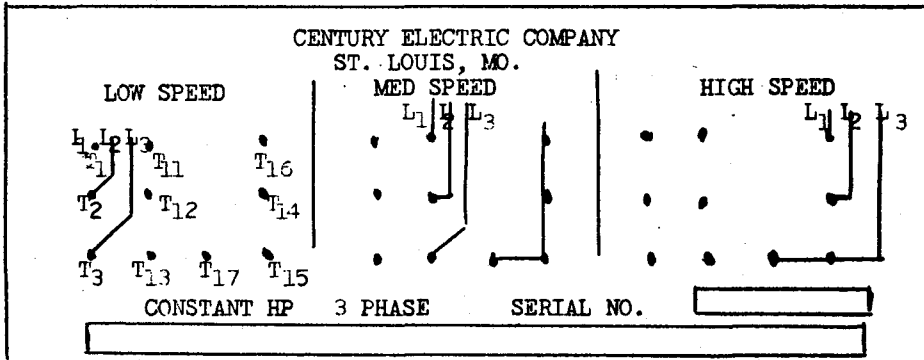 CENTURY ELECTRIC COMPANY
ST. LOUIS, MO.
LOW SPEED MED SPEED HIGH SPEED
L1 L2 L3 L1 L2 L3 L1 L2 L3
T1 T11 T16
T2 T12 T14
T3 T13 T17 T15
CONSTANT HP 3 PHASE SERIAL NO.